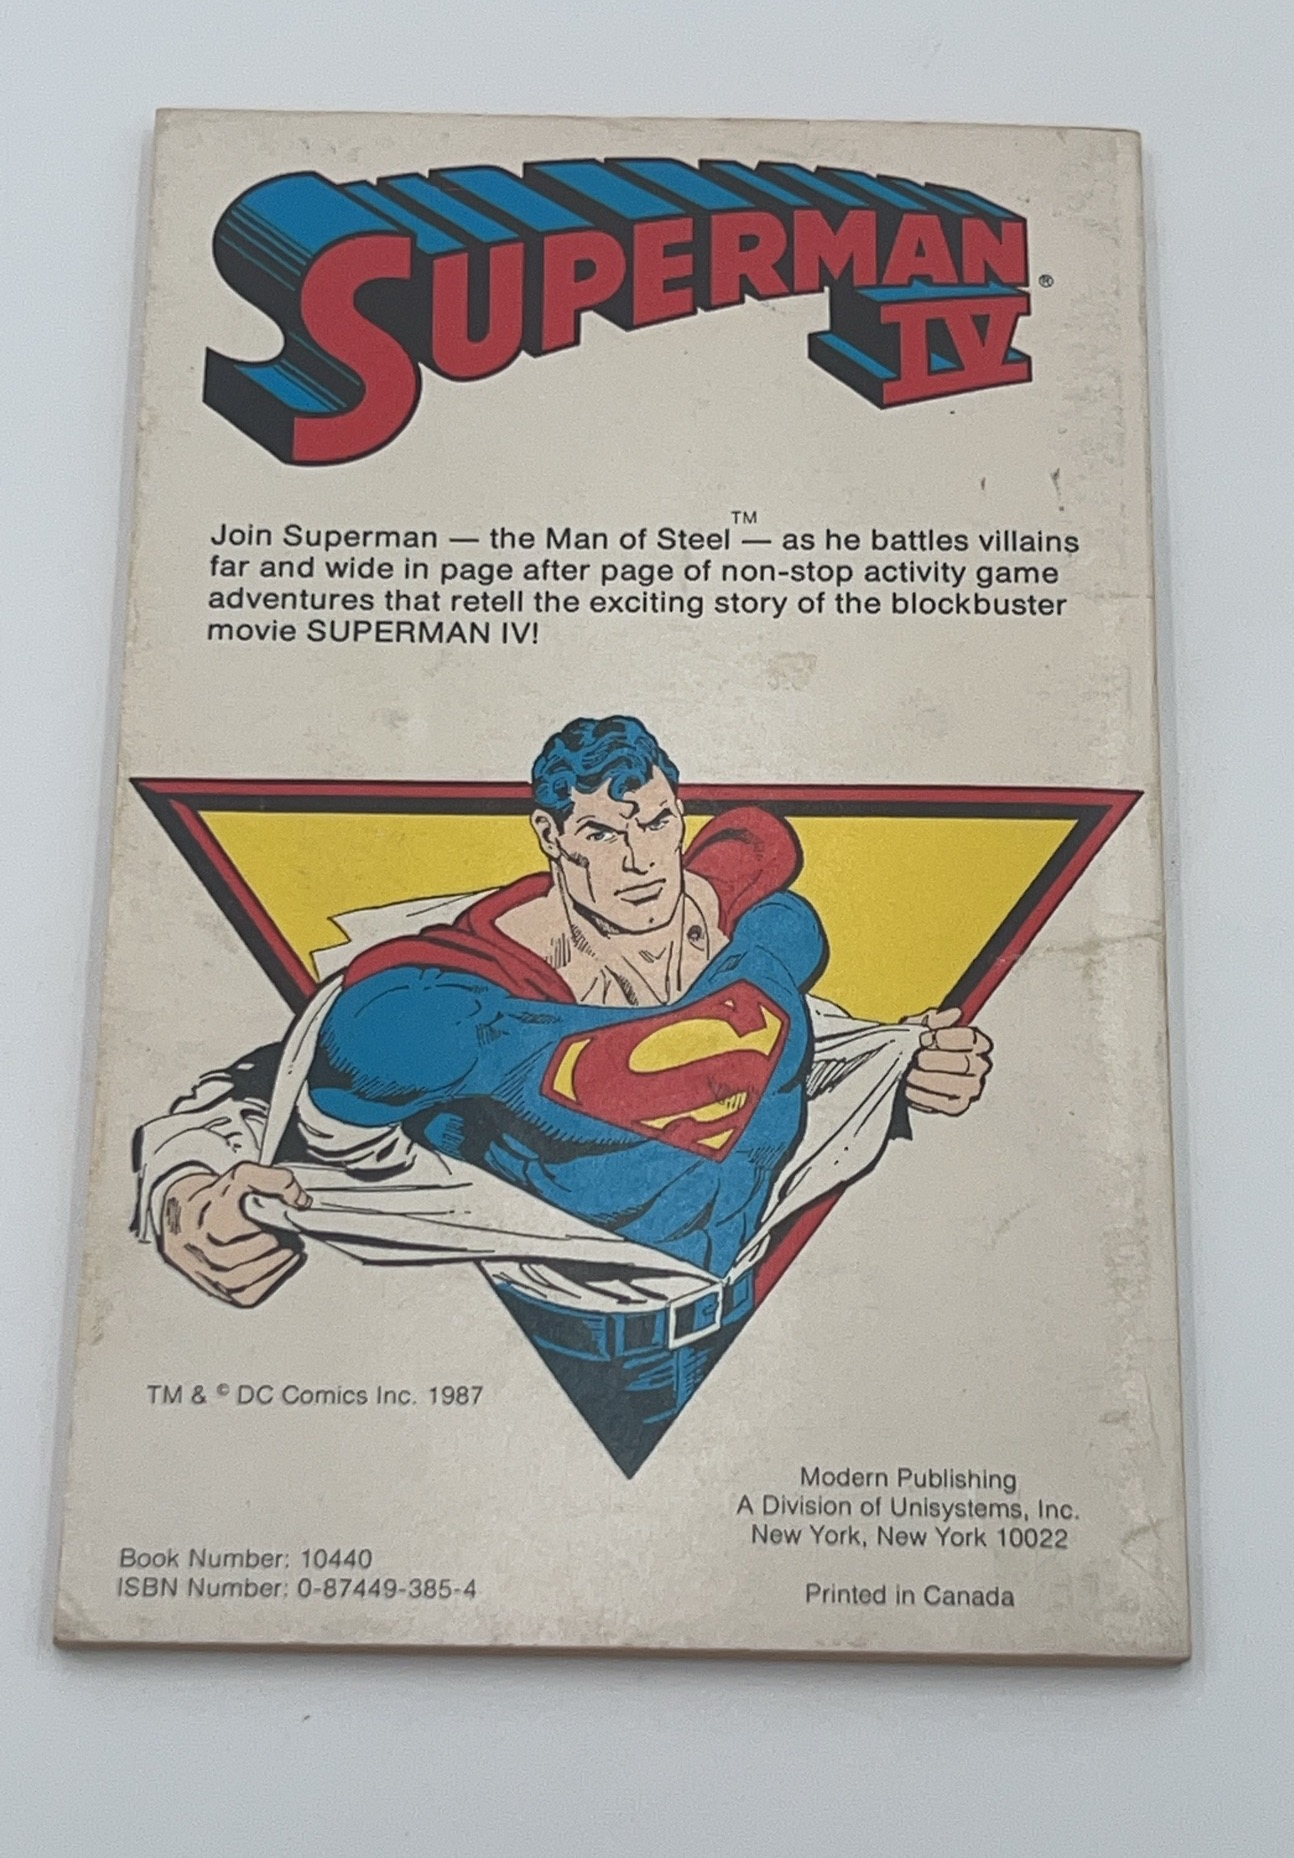 SUPERMAN ®
IV
Join Superman — the Man of Steel™— as he battles villains
far and wide in page after page of non-stop activity game
adventures that retell the exciting story of the blockbuster
movie SUPERMAN IV!
S
TM & © DC Comics Inc. 1987
Modern Publishing
A Division of Unisystems, Inc.
New York, New York 10022
Book Number: 10440
ISBN Number: 0-87449-385-4
Printed in Canada